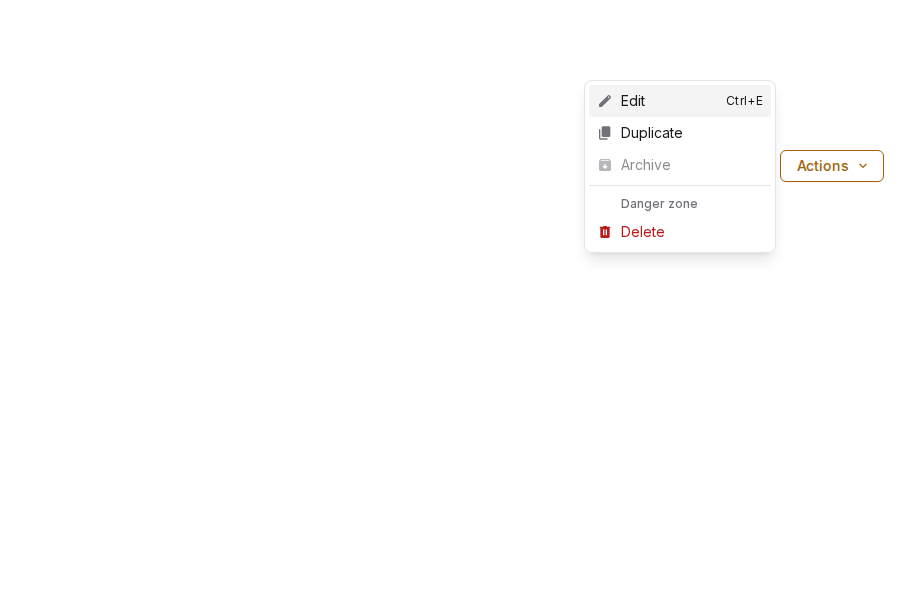 Edit Ctrl+E
Duplicate
Archive
Actions
Danger zone
Delete